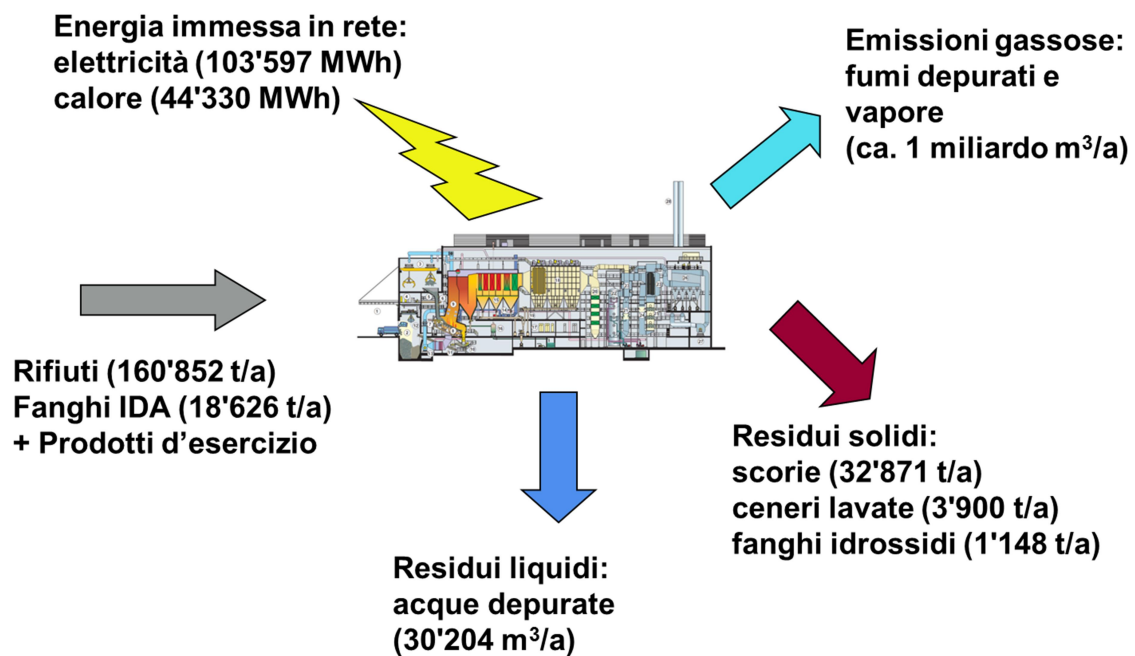 Energia immessa in rete:
elettricità (103'597 MWh)
calore (44'330 MWh)
Emissioni gassose:
fumi depurati e
vapore
(ca. 1 miliardo m³/a)
Rifiuti (160'852 t/a)
Fanghi IDA (18'626 t/a)
+ Prodotti d’esercizio
Residui solidi:
scorie (32'871 t/a)
ceneri lavate (3'900 t/a)
fanghi idrossidi (1'148 t/a)
Residui liquidi:
acque depurate
(30'204 m³/a)